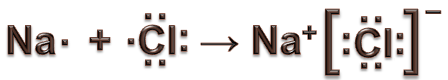 Na· + ·Cl: → Na⁺[:Cl:]⁻